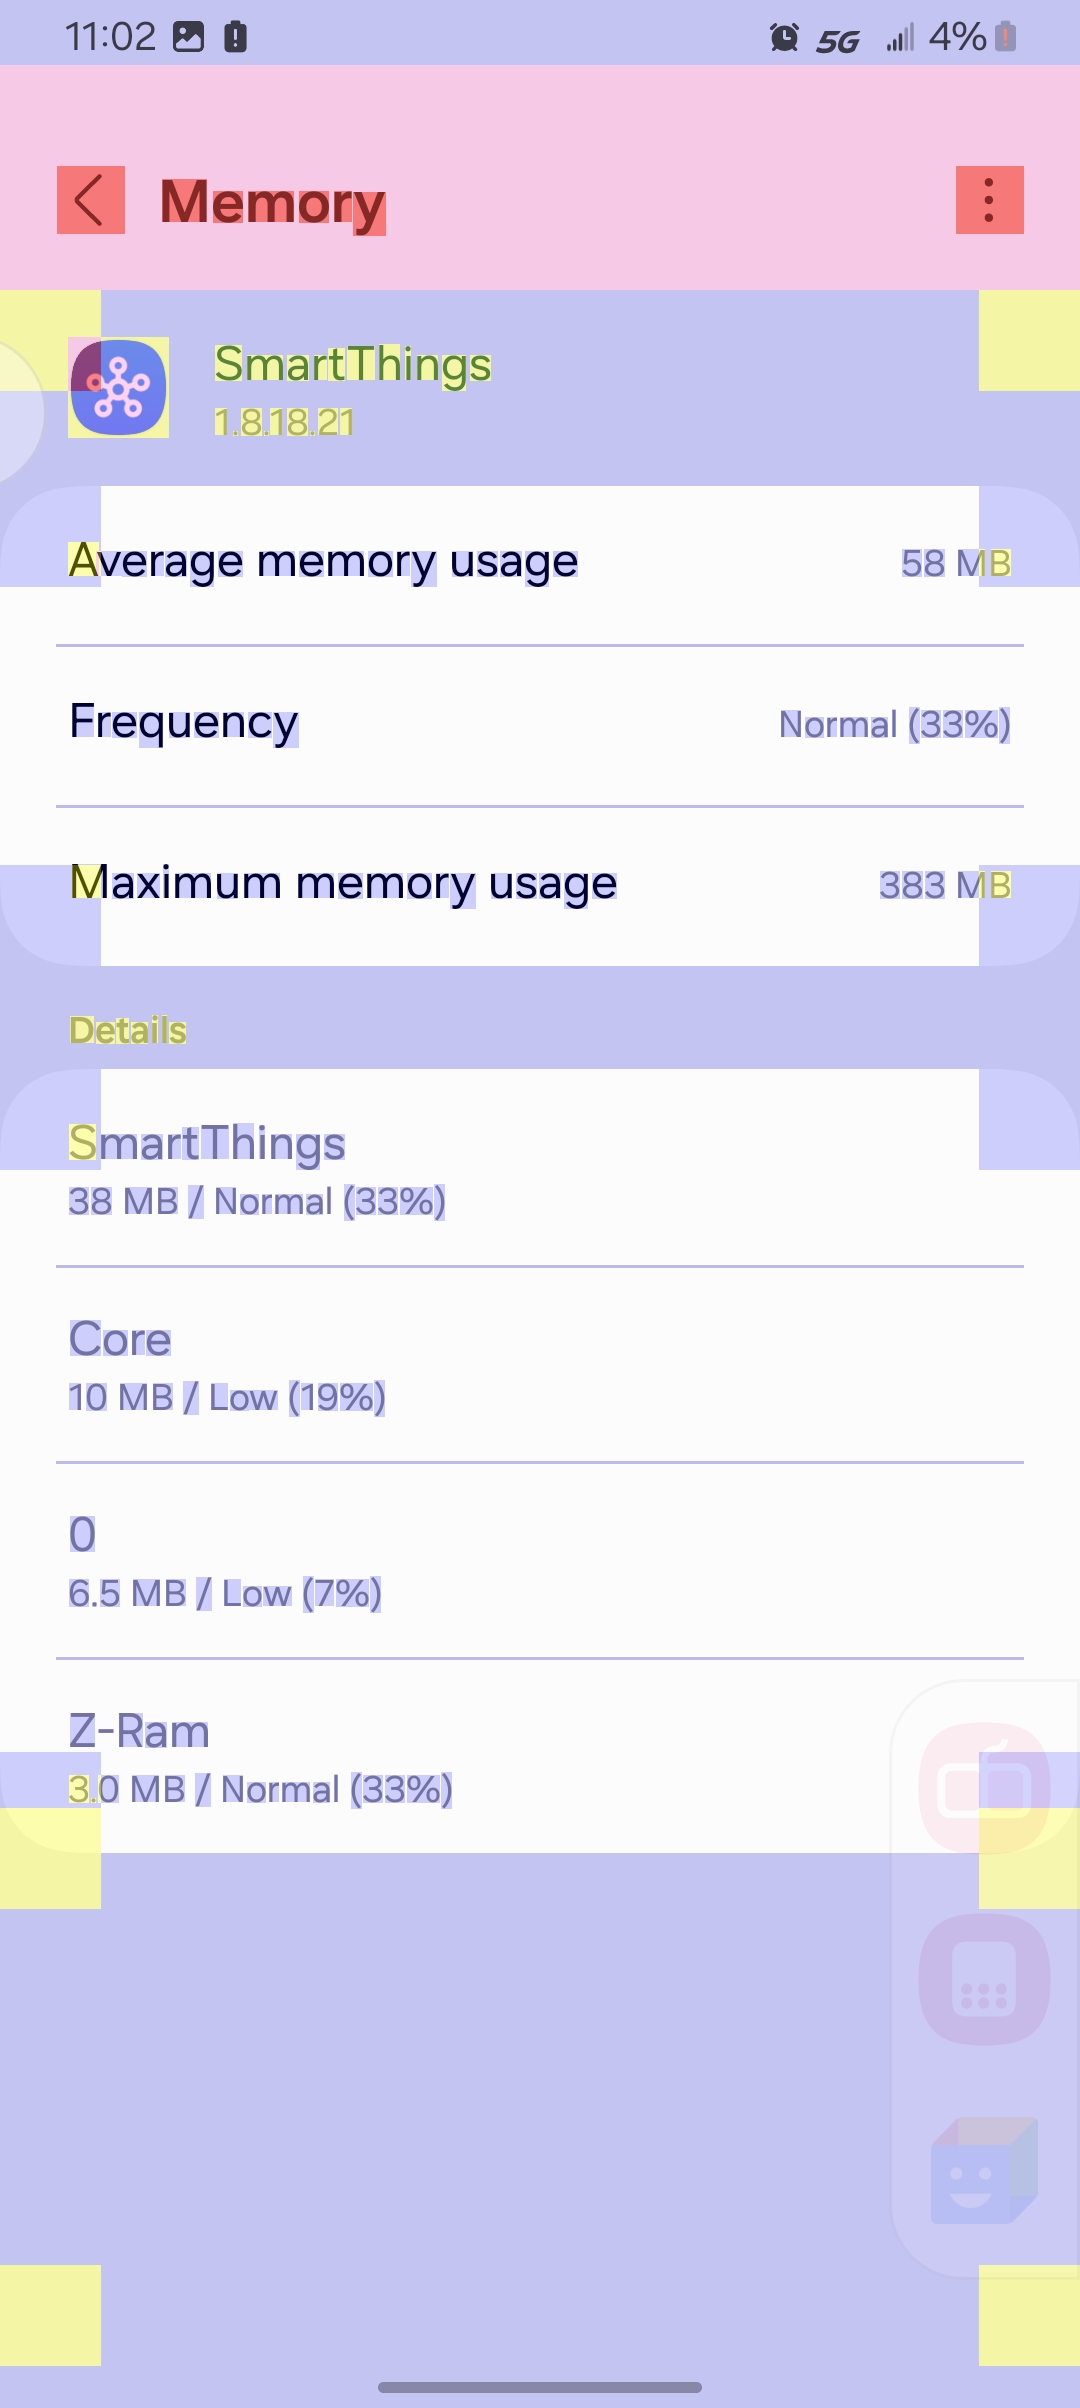 11:02
5G 4%
Memory
SmartThings
1.8.18.21
Average memory usage 58 MB
Frequency Normal (33%)
Maximum memory usage 383 MB
Details
SmartThings
38 MB / Normal (33%)
Core
10 MB / Low (19%)
0
6.5 MB / Low (7%)
Z-Ram
3.0 MB / Normal (33%)